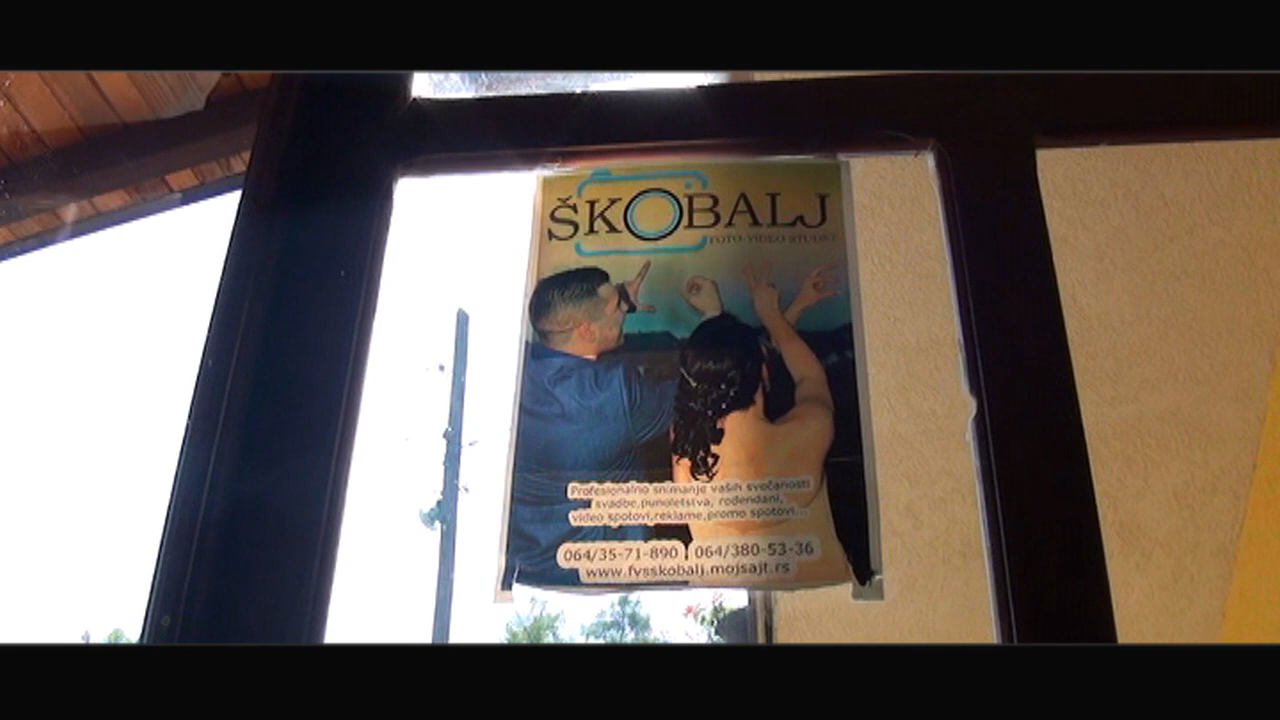 ŠKOBALJ
FOTO-VIDEO STUDIO
Profesionalno snimanje vaših svečanosti
svadbe,punoletstva, rođendani,
video spotovi,reklame,promo spotovi...
064/35-71-890 064/380-53-36
www.fvsskobalj.mojsajt.rs